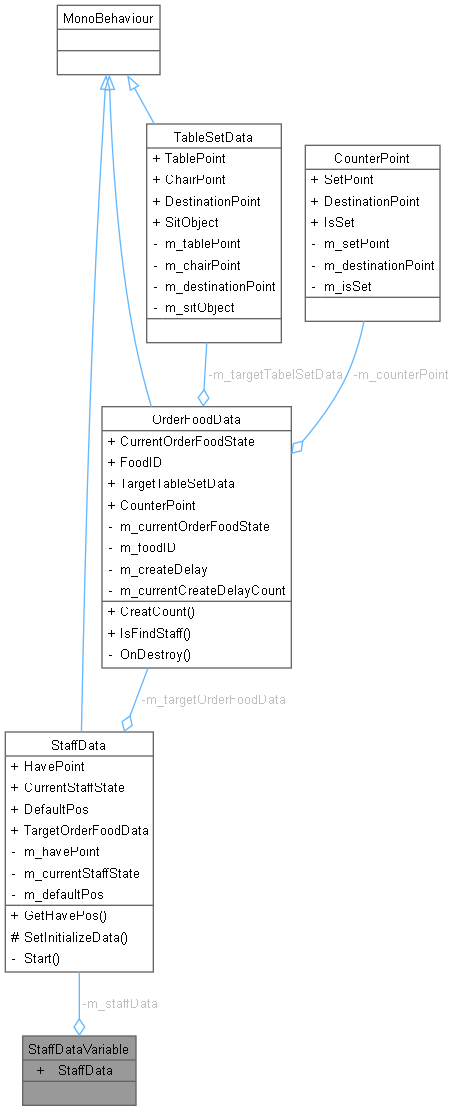 MonoBehaviour
TableSetData
+ TablePoint
+ ChairPoint
+ DestinationPoint
+ SitObject
- m_tablePoint
- m_chairPoint
- m_destinationPoint
- m_sitObject
CounterPoint
+ SetPoint
+ DestinationPoint
+ IsSet
- m_setPoint
- m_destinationPoint
- m_isSet
-m_targetTabelSetData
-m_counterPoint
OrderFoodData
+ CurrentOrderFoodState
+ FoodID
+ TargetTableSetData
+ CounterPoint
- m_currentOrderFoodState
- m_foodID
- m_createDelay
- m_currentCreateDelayCount
+ CreatCount()
+ IsFindStaff()
- OnDestroy()
-m_targetOrderFoodData
StaffData
+ HavePoint
+ CurrentStaffState
+ DefaultPos
+ TargetOrderFoodData
- m_havePoint
- m_currentStaffState
- m_defaultPos
+ GetHavePos()
# SetInitializeData()
- Start()
-m_staffData
StaffDataVariable
+ StaffData